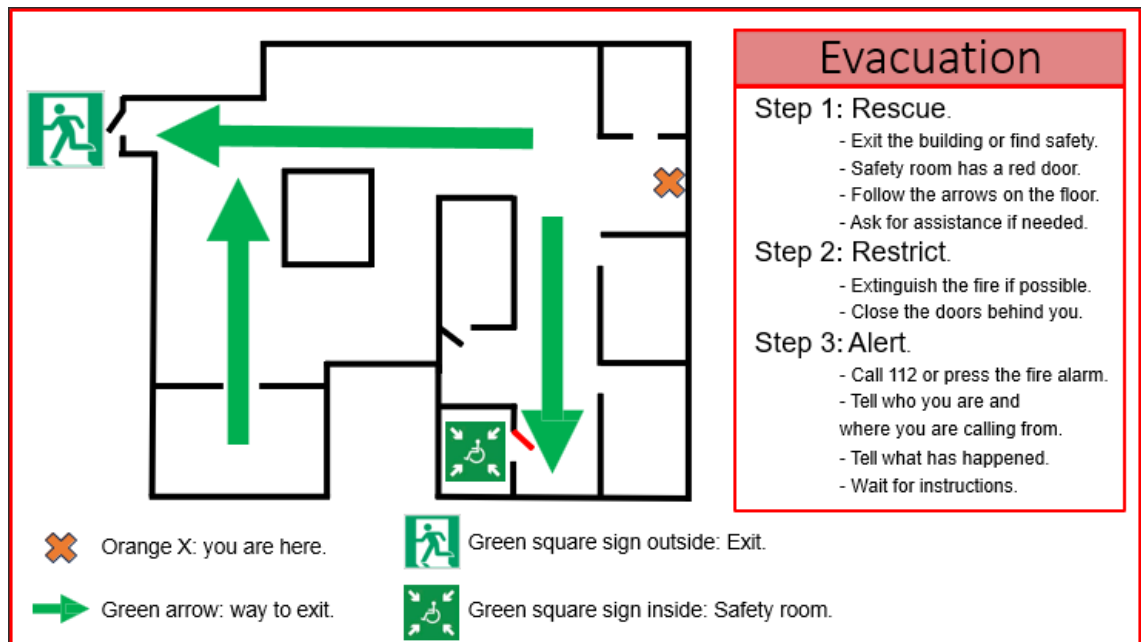 Evacuation
Step 1: Rescue.
- Exit the building or find safety.
- Safety room has a red door.
- Follow the arrows on the floor.
- Ask for assistance if needed.
Step 2: Restrict.
- Extinguish the fire if possible.
- Close the doors behind you.
Step 3: Alert.
- Call 112 or press the fire alarm.
- Tell who you are and
where you are calling from.
- Tell what has happened.
- Wait for instructions.
Orange X: you are here.
Green square sign outside: Exit.
Green arrow: way to exit.
Green square sign inside: Safety room.